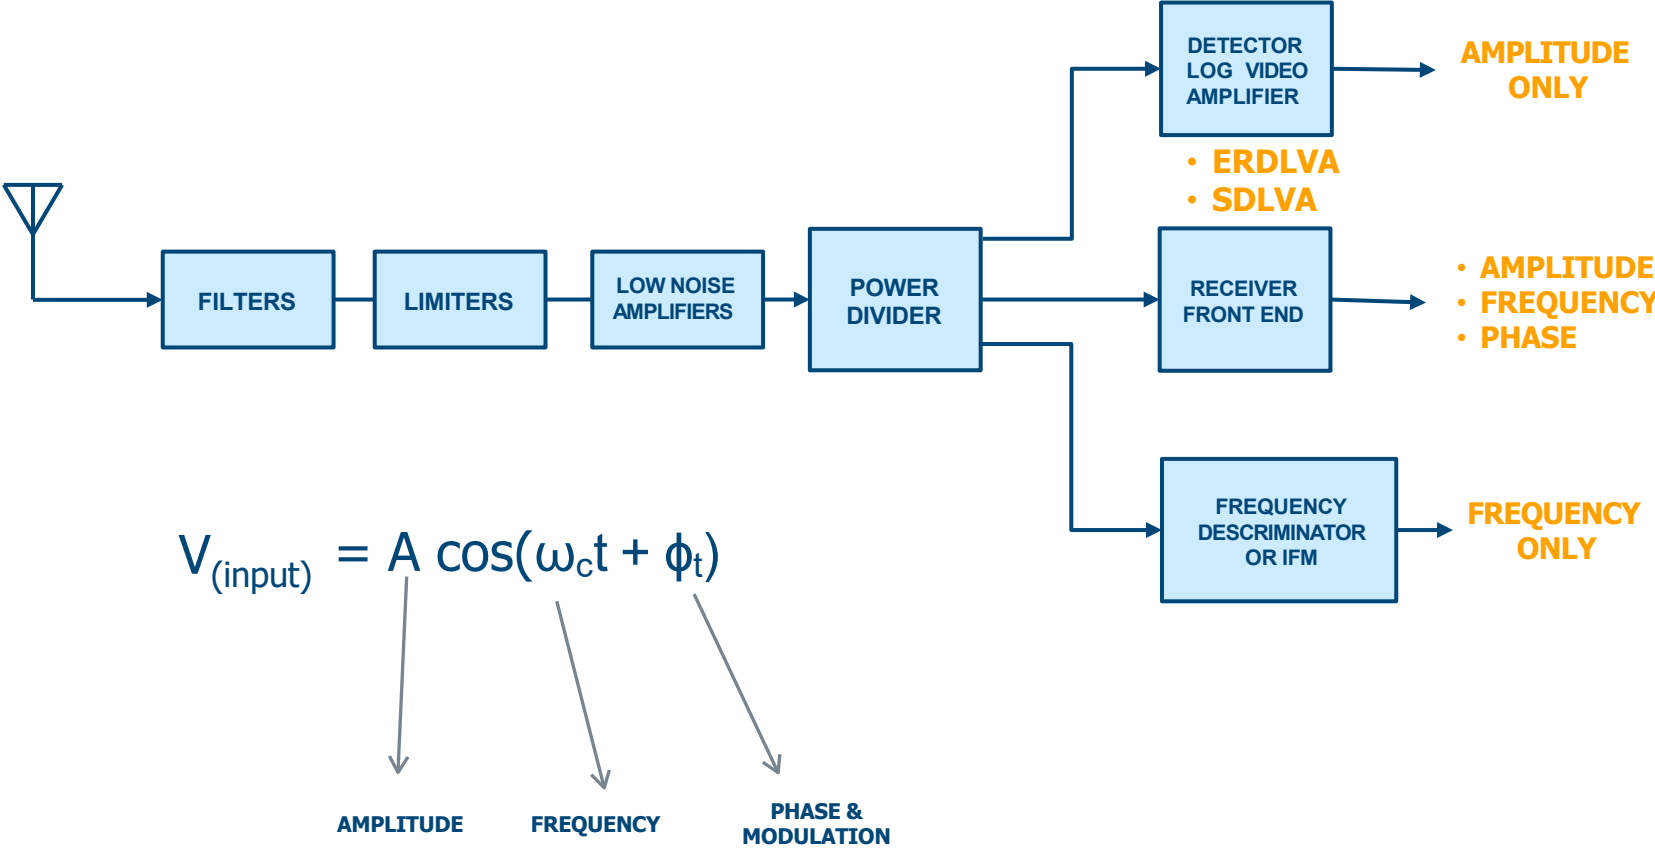 DETECTOR
LOG VIDEO
AMPLIFIER
AMPLITUDE
ONLY
• ERDLVA
• SDLVA
FILTERS
LIMITERS
LOW NOISE
AMPLIFIERS
POWER
DIVIDER
RECEIVER
FRONT END
• AMPLITUDE
• FREQUENCY
• PHASE
FREQUENCY
DESCRIMINATOR
OR IFM
FREQUENCY
ONLY
V(input) = A cos(ωct + ϕt)
AMPLITUDE
FREQUENCY
PHASE &
MODULATION